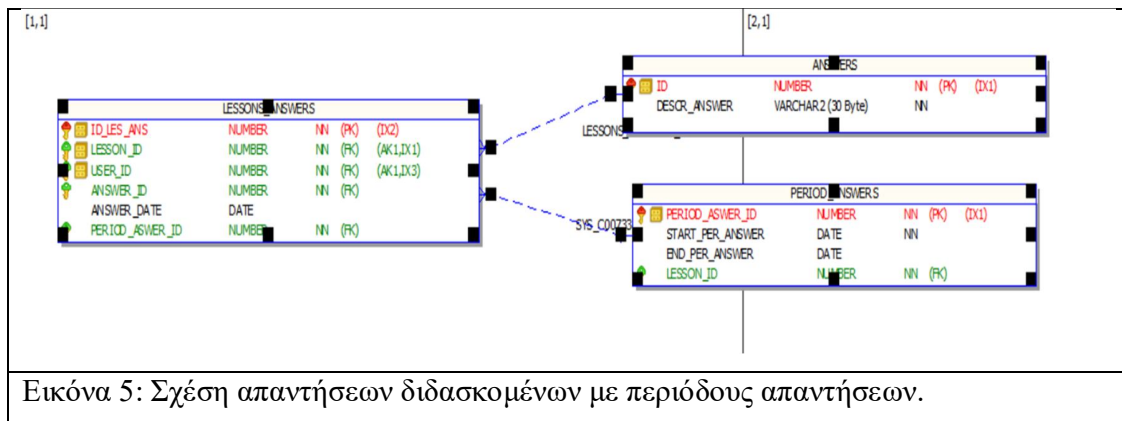 [1,1]
[2,1]
ANSWERS
ID NUMBER NN (PK) (IX1)
DESCR_ANSWER VARCHAR2 (30 Byte) NN
LESSONS_ANSWERS
ID_LES_ANS NUMBER NN (PK) (IX2)
LESSON_ID NUMBER NN (FK) (AK1,IX1)
USER_ID NUMBER NN (FK) (AK1,IX3)
ANSWER_ID NUMBER NN (FK)
ANSWER_DATE DATE
PERIOD_ASWER_ID NUMBER NN (FK)
LESSONS_
SYS_C00733
PERIOD_ANSWERS
PERIOD_ASWER_ID NUMBER NN (PK) (IX1)
START_PER_ANSWER DATE NN
END_PER_ANSWER DATE
LESSON_ID NUMBER NN (FK)
Εικόνα 5: Σχέση απαντήσεων διδασκομένων με περιόδους απαντήσεων.